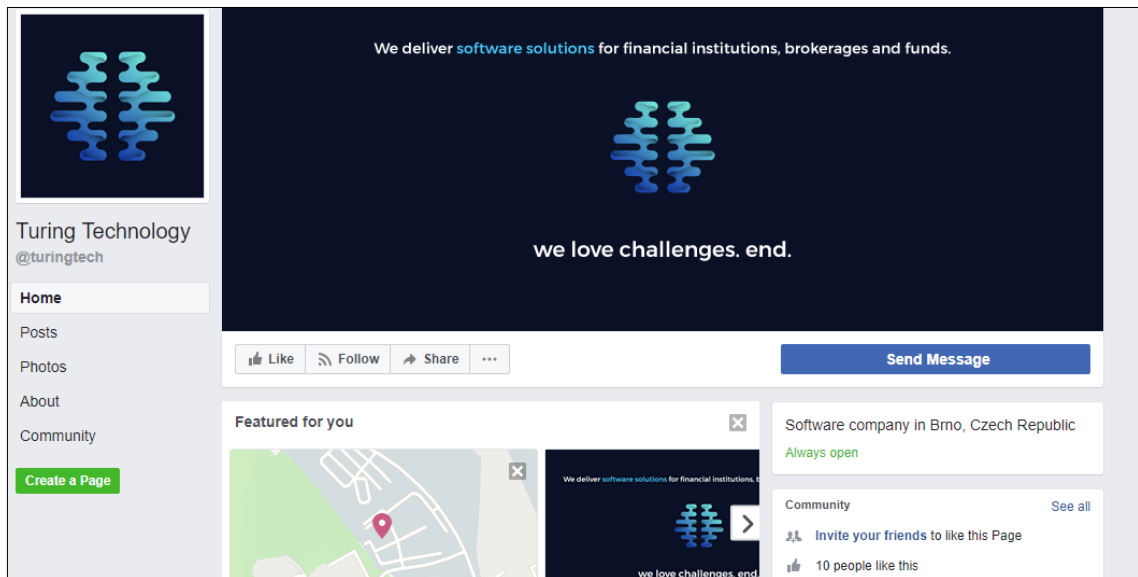 We deliver software solutions for financial institutions, brokerages and funds.
we love challenges. end.
Turing Technology
@turingtech
Home
Posts
Photos
About
Community
Create a Page
Like
Follow
Share
Send Message
Featured for you
We deliver software solutions for financial institutions,
we love challenges. end
Software company in Brno, Czech Republic
Always open
Community
See all
Invite your friends to like this Page
10 people like this